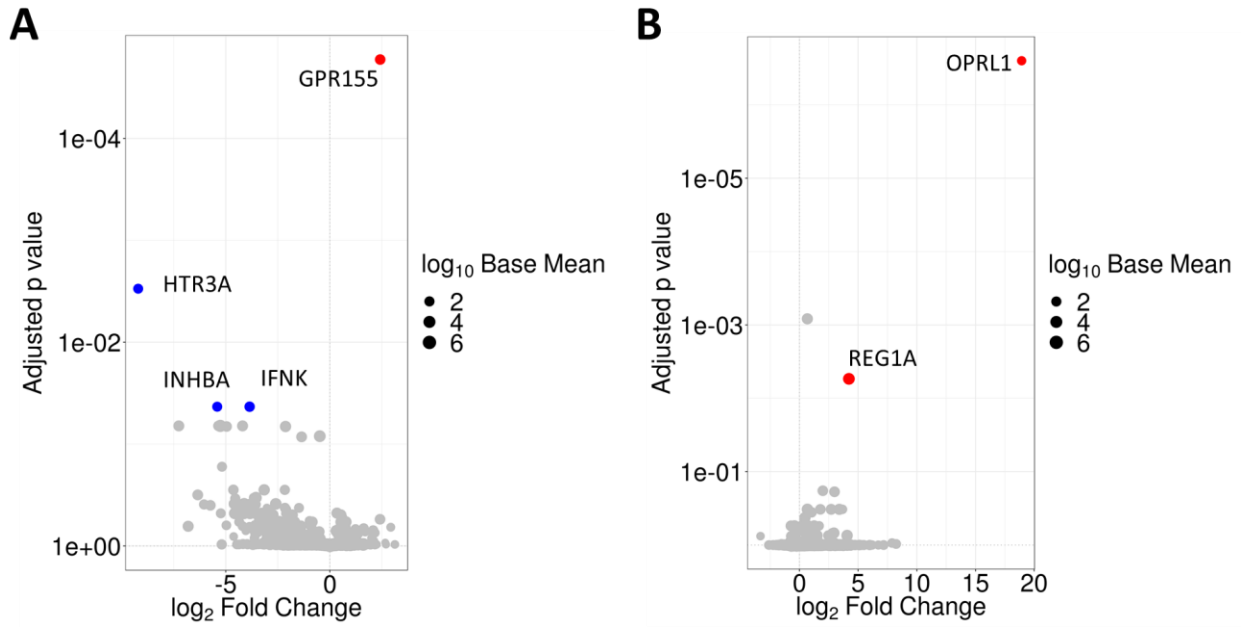 A
GPR155
1e-04
HTR3A
1e-02
INHBA IFNK
1e+00
Adjusted p value
-5 0
log₂ Fold Change
log₁₀ Base Mean
2
4
6
B
OPRL1
1e-05
1e-03
REG1A
1e-01
Adjusted p value
0 5 10 15 20
log₂ Fold Change
log₁₀ Base Mean
2
4
6